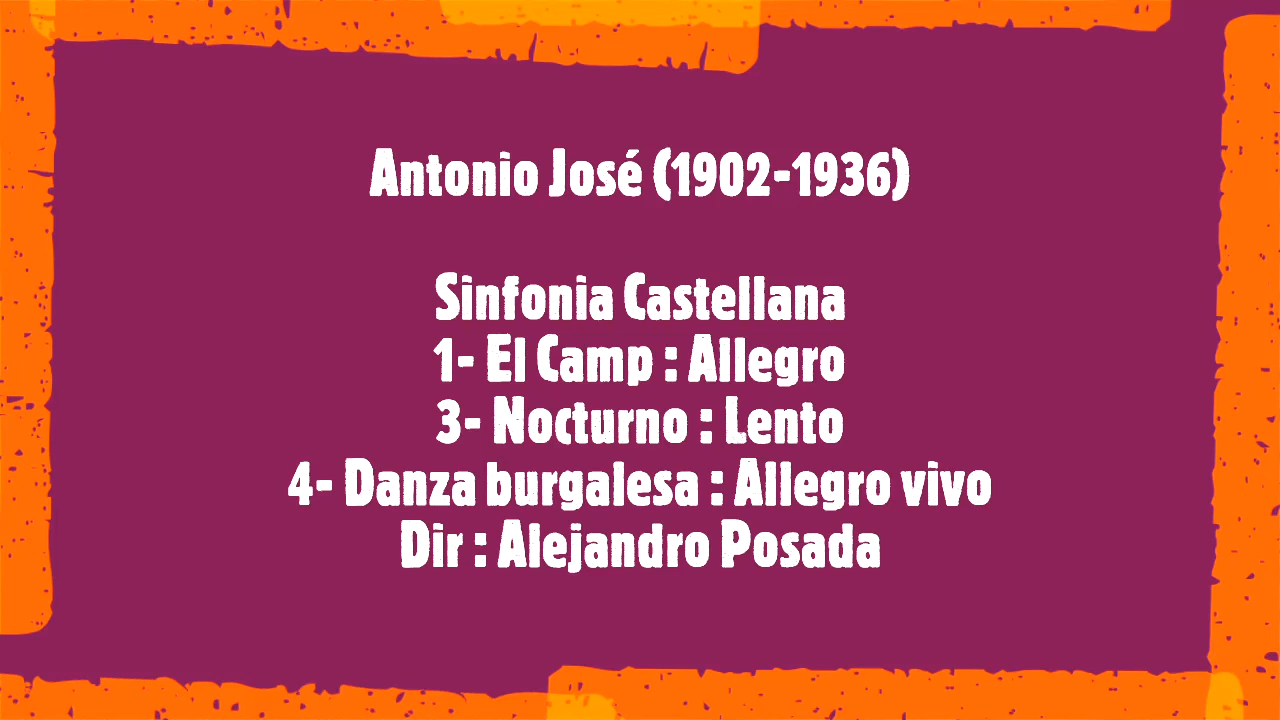 Antonio José (1902-1936)
Sinfonia Castellana
1- El Camp : Allegro
3- Nocturno : Lento
4- Danza burgalesa : Allegro vivo
Dir : Alejandro Posada